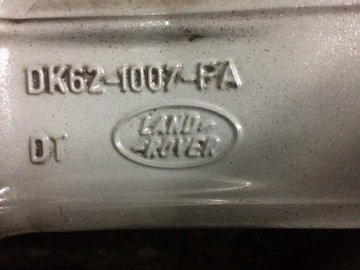 DK62-1007-FA
DT
LAND-
-ROVER